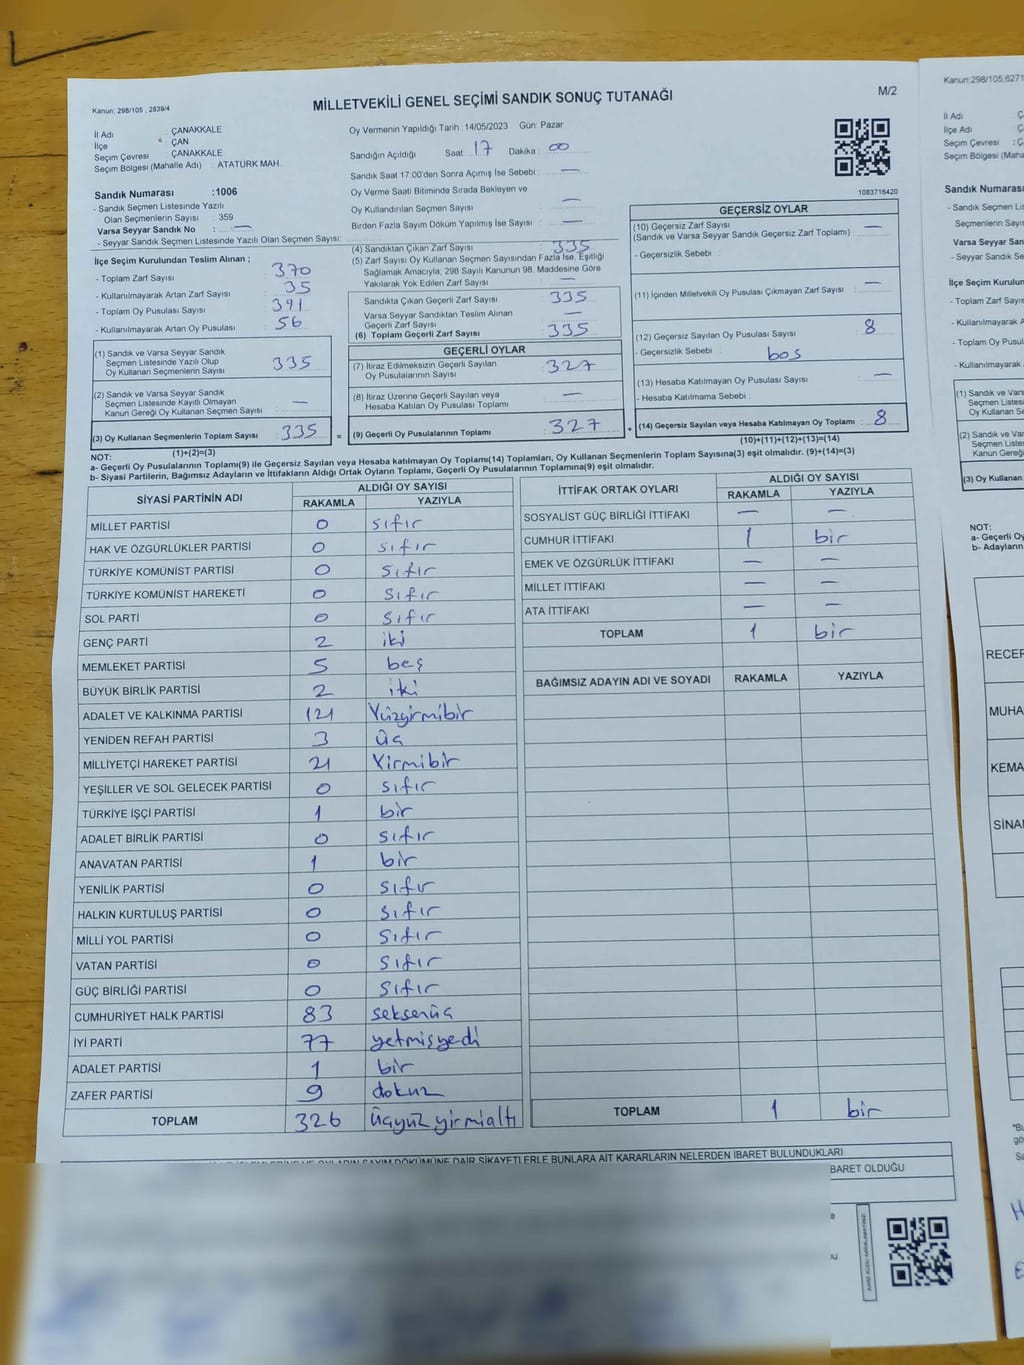 MİLLETVEKİLİ GENEL SEÇİMİ SANDIK SONUÇ TUTANAĞI
M/2
Kanun; 298/105 , 2839/4
İl Adı : ÇANAKKALE
İlçe : ÇAN
Seçim Çevresi : ÇANAKKALE
Seçim Bölgesi (Mahalle Adı) : ATATÜRK MAH.
Oy Vermenin Yapıldığı Tarih :14/05/2023 Gün: Pazar
Sandığın Açıldığı Saat : 17 Dakika : 00
Sandık Saat 17:00'den Sonra Açımış İse Sebebi : —
Oy Verme Saati Bitiminde Sırada Bekleyen ve
Oy Kullandırılan Seçmen Sayısı : —
Birden Fazla Sayım Döküm Yapılmış İse Sayısı : —
1083716420
Sandık Numarası :1006
- Sandık Seçmen Listesinde Yazılı
Olan Seçmenlerin Sayısı : 359
Varsa Seyyar Sandık No : —
- Seyyar Sandık Seçmen Listesinde Yazılı Olan Seçmen Sayısı:
İlçe Seçim Kurulundan Teslim Alınan ;
- Toplam Zarf Sayısı : 370
- Kullanılmayarak Artan Zarf Sayısı : 35
- Toplam Oy Pusulası Sayısı : 391
- Kullanılmayarak Artan Oy Pusulası : 56
(1) Sandık ve Varsa Seyyar Sandık
Seçmen Listesinde Yazılı Olup
Oy Kullanan Seçmenlerin Sayısı : 335
(2) Sandık ve Varsa Seyyar Sandık
Seçmen Listesinde Kayıtlı Olmayan
Kanun Gereği Oy Kullanan Seçmen Sayısı : —
(3) Oy Kullanan Seçmenlerin Toplam Sayısı : 335
(1)+(2)=(3)
(4) Sandıktan Çıkan Zarf Sayısı : 335
(5) Zarf Sayısı Oy Kullanan Seçmen Sayısından Fazla İse, Eşitliği
Sağlamak Amacıyla; 298 Sayılı Kanunun 98. Maddesine Göre
Yakılarak Yok Edilen Zarf Sayısı : —
Sandıkta Çıkan Geçerli Zarf Sayısı : 335
Varsa Seyyar Sandıktan Teslim Alınan
Geçerli Zarf Sayısı : —
(6) Toplam Geçerli Zarf Sayısı : 335
GEÇERLİ OYLAR
(7) İtiraz Edilmeksizin Geçerli Sayılan
Oy Pusulalarının Sayısı : 327
(8) İtiraz Üzerine Geçerli Sayılan veya
Hesaba Katılan Oy Pusulası Toplamı : —
= (9) Geçerli Oy Pusulalarının Toplamı : 327 +
GEÇERSİZ OYLAR
(10) Geçersiz Zarf Sayısı
(Sandık ve Varsa Seyyar Sandık Geçersiz Zarf Toplamı) : —
- Geçersizlik Sebebi :
(11) İçinden Milletvekili Oy Pusulası Çıkmayan Zarf Sayısı : —
(12) Geçersiz Sayılan Oy Pusulası Sayısı : 8
- Geçersizlik Sebebi : boş
(13) Hesaba Katılmayan Oy Pusulası Sayısı : —
- Hesaba Katılmama Sebebi :
(14) Geçersiz Sayılan veya Hesaba Katılmayan Oy Toplamı : 8
(10)+(11)+(12)+(13)=(14)
NOT:
a- Geçerli Oy Pusulalarının Toplamı(9) ile Geçersiz Sayılan veya Hesaba katılmayan Oy Toplamı(14) Toplamları, Oy Kullanan Seçmenlerin Toplam Sayısına(3) eşit olmalıdır. (9)+(14)=(3)
b- Siyasi Partilerin, Bağımsız Adayların ve İttifakların Aldığı Ortak Oyların Toplamı, Geçerli Oy Pusulalarının Toplamına(9) eşit olmalıdır.
SİYASİ PARTİNİN ADI ALDIĞI OY SAYISI
RAKAMLA YAZIYLA
MİLLET PARTİSİ 0 sıfır
HAK VE ÖZGÜRLÜKLER PARTİSİ 0 sıfır
TÜRKİYE KOMÜNİST PARTİSİ 0 sıfır
TÜRKİYE KOMÜNİST HAREKETİ 0 sıfır
SOL PARTİ 0 sıfır
GENÇ PARTİ 2 iki
MEMLEKET PARTİSİ 5 beş
BÜYÜK BİRLİK PARTİSİ 2 iki
ADALET VE KALKINMA PARTİSİ 121 Yüzyirmibir
YENİDEN REFAH PARTİSİ 3 üç
MİLLİYETÇİ HAREKET PARTİSİ 21 Yirmibir
YEŞİLLER VE SOL GELECEK PARTİSİ 0 sıfır
TÜRKİYE İŞÇİ PARTİSİ 1 bir
ADALET BİRLİK PARTİSİ 0 sıfır
ANAVATAN PARTİSİ 1 bir
YENİLİK PARTİSİ 0 sıfır
HALKIN KURTULUŞ PARTİSİ 0 sıfır
MİLLİ YOL PARTİSİ 0 sıfır
VATAN PARTİSİ 0 sıfır
GÜÇ BİRLİĞİ PARTİSİ 0 sıfır
CUMHURİYET HALK PARTİSİ 83 seksenüç
İYİ PARTİ 77 yetmişyedi
ADALET PARTİSİ 1 bir
ZAFER PARTİSİ 9 dokuz
TOPLAM 326 üçyüzyirmialtı
İTTİFAK ORTAK OYLARI ALDIĞI OY SAYISI
RAKAMLA YAZIYLA
SOSYALİST GÜÇ BİRLİĞİ İTTİFAKI — —
CUMHUR İTTİFAKI 1 bir
EMEK VE ÖZGÜRLÜK İTTİFAKI — —
MİLLET İTTİFAKI — —
ATA İTTİFAKI — —
TOPLAM 1 bir
BAĞIMSIZ ADAYIN ADI VE SOYADI RAKAMLA YAZIYLA
TOPLAM 1 bir
DAİR ŞİKAYETLERLE BUNLARA AİT KARARLARIN NELERDEN İBARET BULUNDUKLARI
BARET OLDUĞU
Kanun;298/105;6271
İl Adı
İlçe Adı
Seçim Çevresi
Seçim Bölgesi (Maha
Sandık Numarası
- Sandık Seçmen Lis
Seçmenlerin Sayısı
Varsa Seyyar San
- Seyyar Sandık Se
İlçe Seçim Kurulu
- Toplam Zarf Sayıs
- Kullanılmayarak
- Toplam Oy Pusul
- Kullanılmayarak
(1) Sandık ve Varsa
Seçmen Listes
Oy Kullanan S
(2) Sandık ve Va
Seçmen Liste
Kanun Gereğ
(3) Oy Kullanan
NOT:
a- Geçerli Oy
b- Adayların
RECEP
MUHA
KEMA
SİNAN